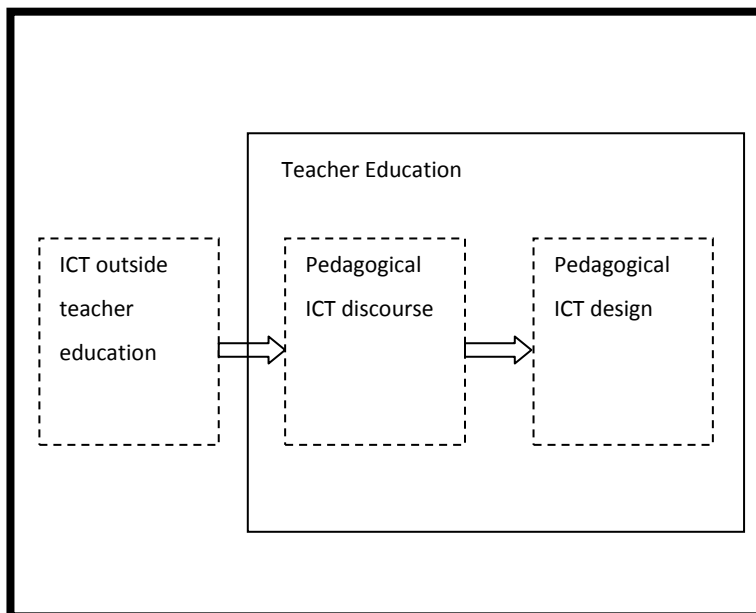 Teacher Education
ICT outside
teacher
education
Pedagogical
ICT discourse
Pedagogical
ICT design